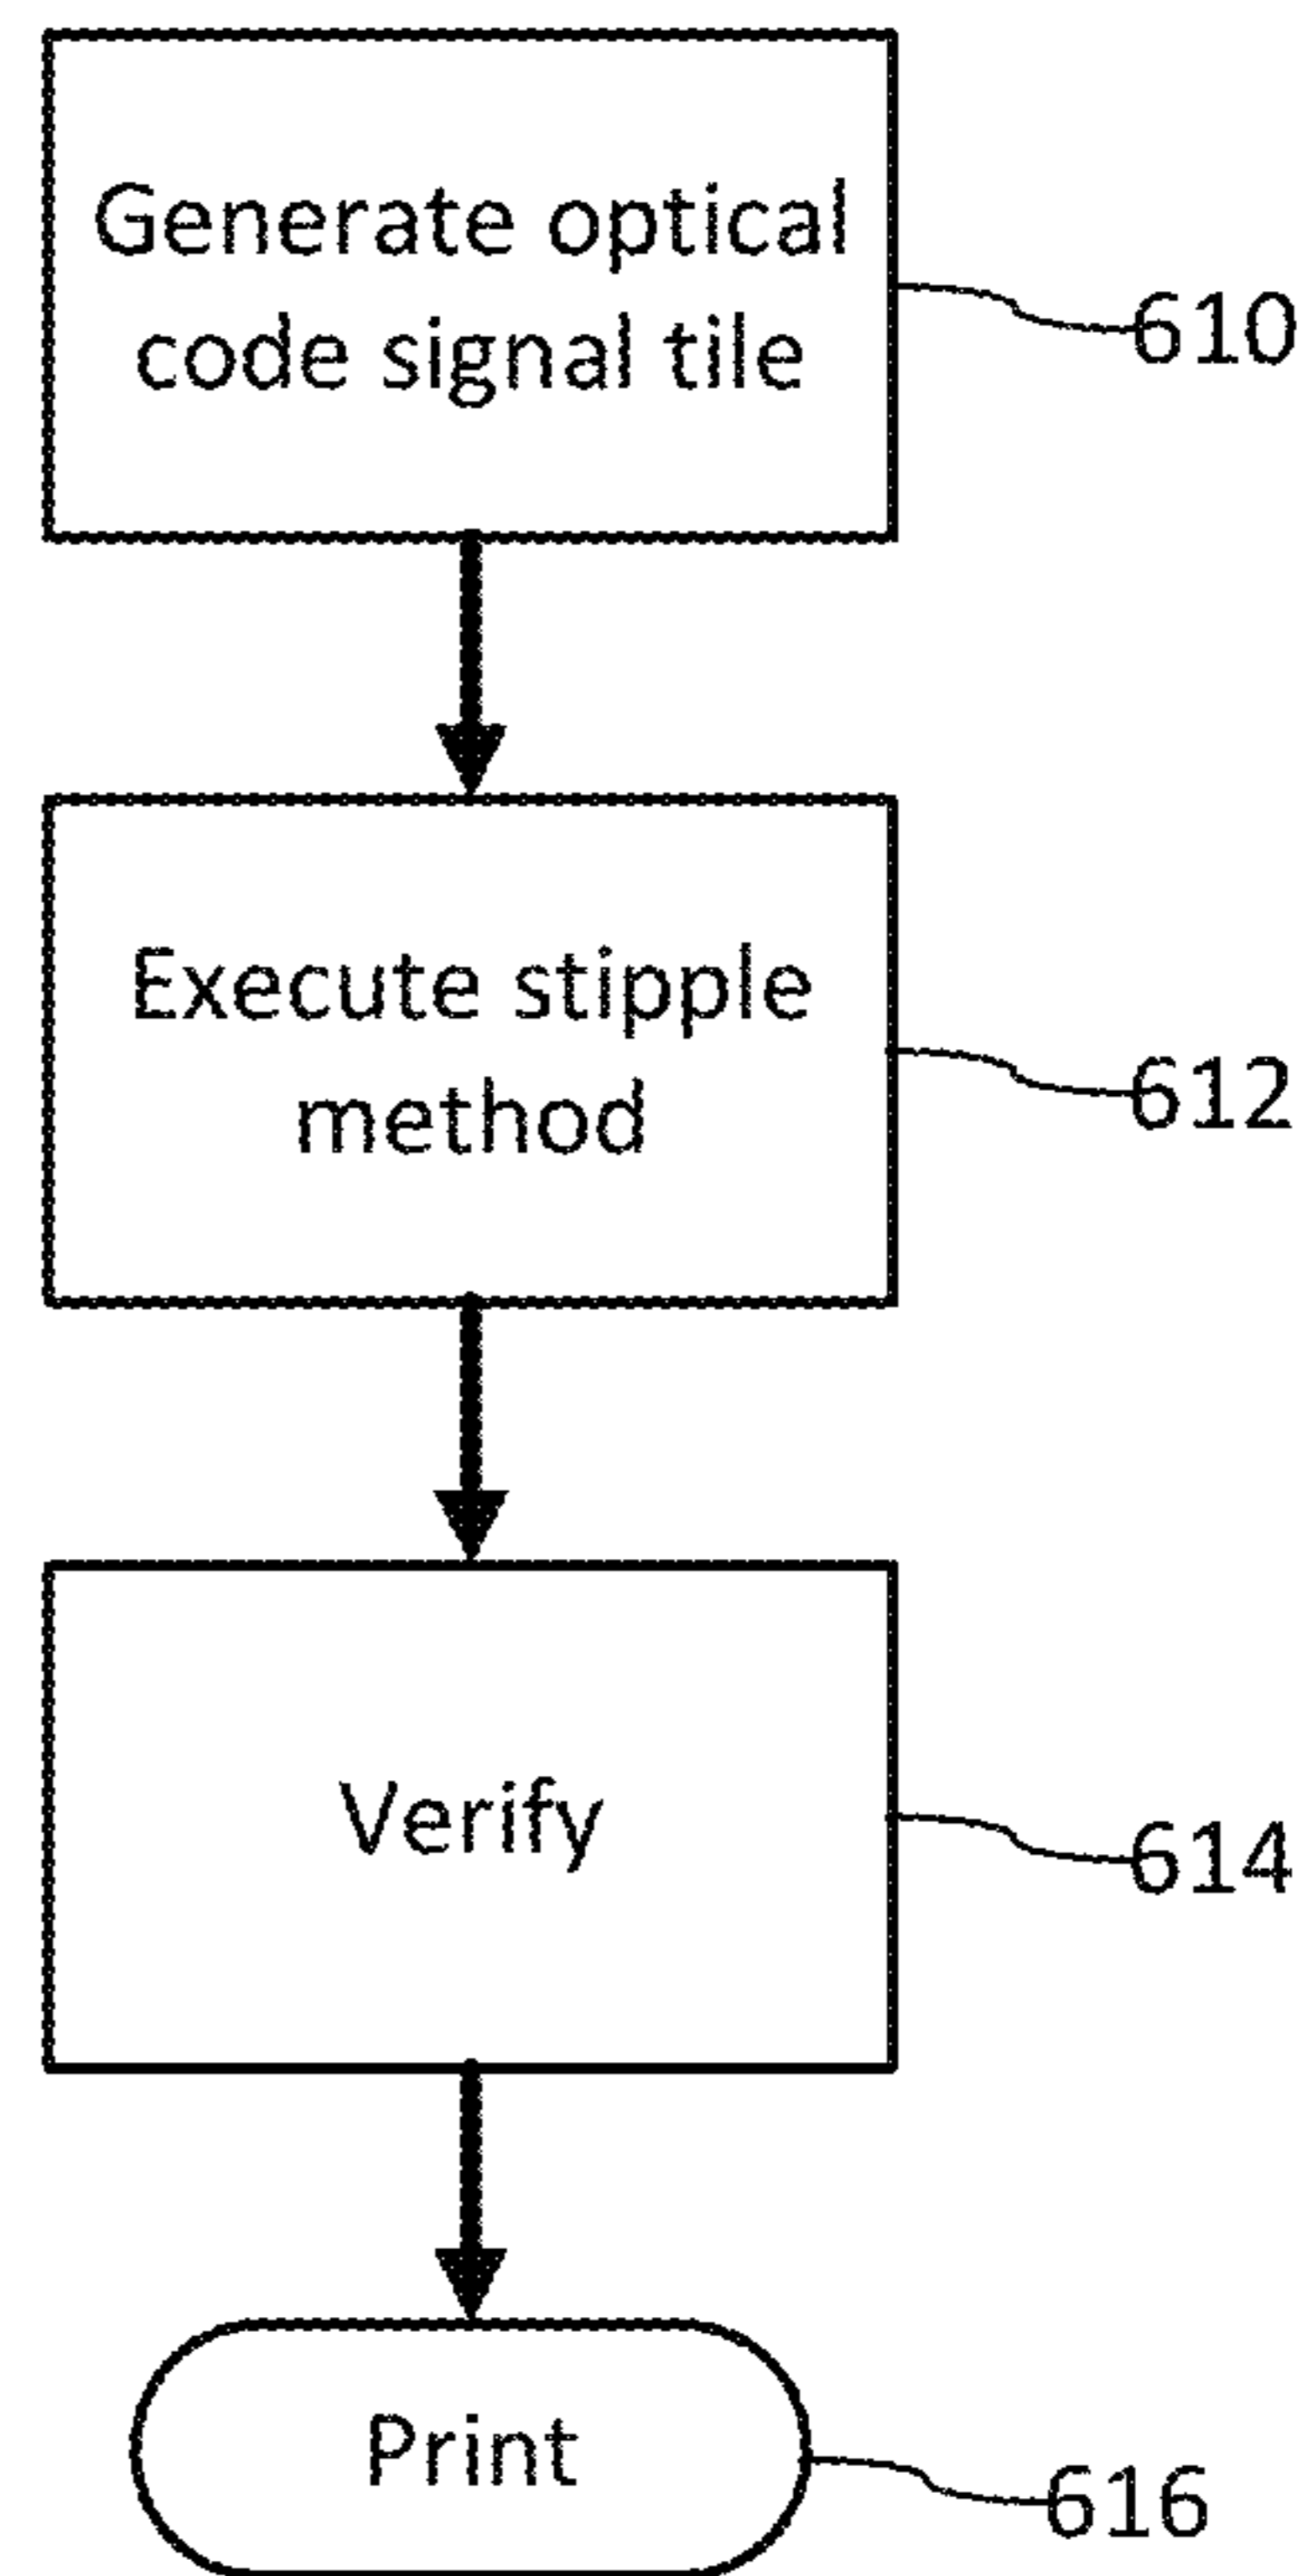 Generate optical
code signal tile
610
Execute stipple
method
612
Verify
614
Print
616